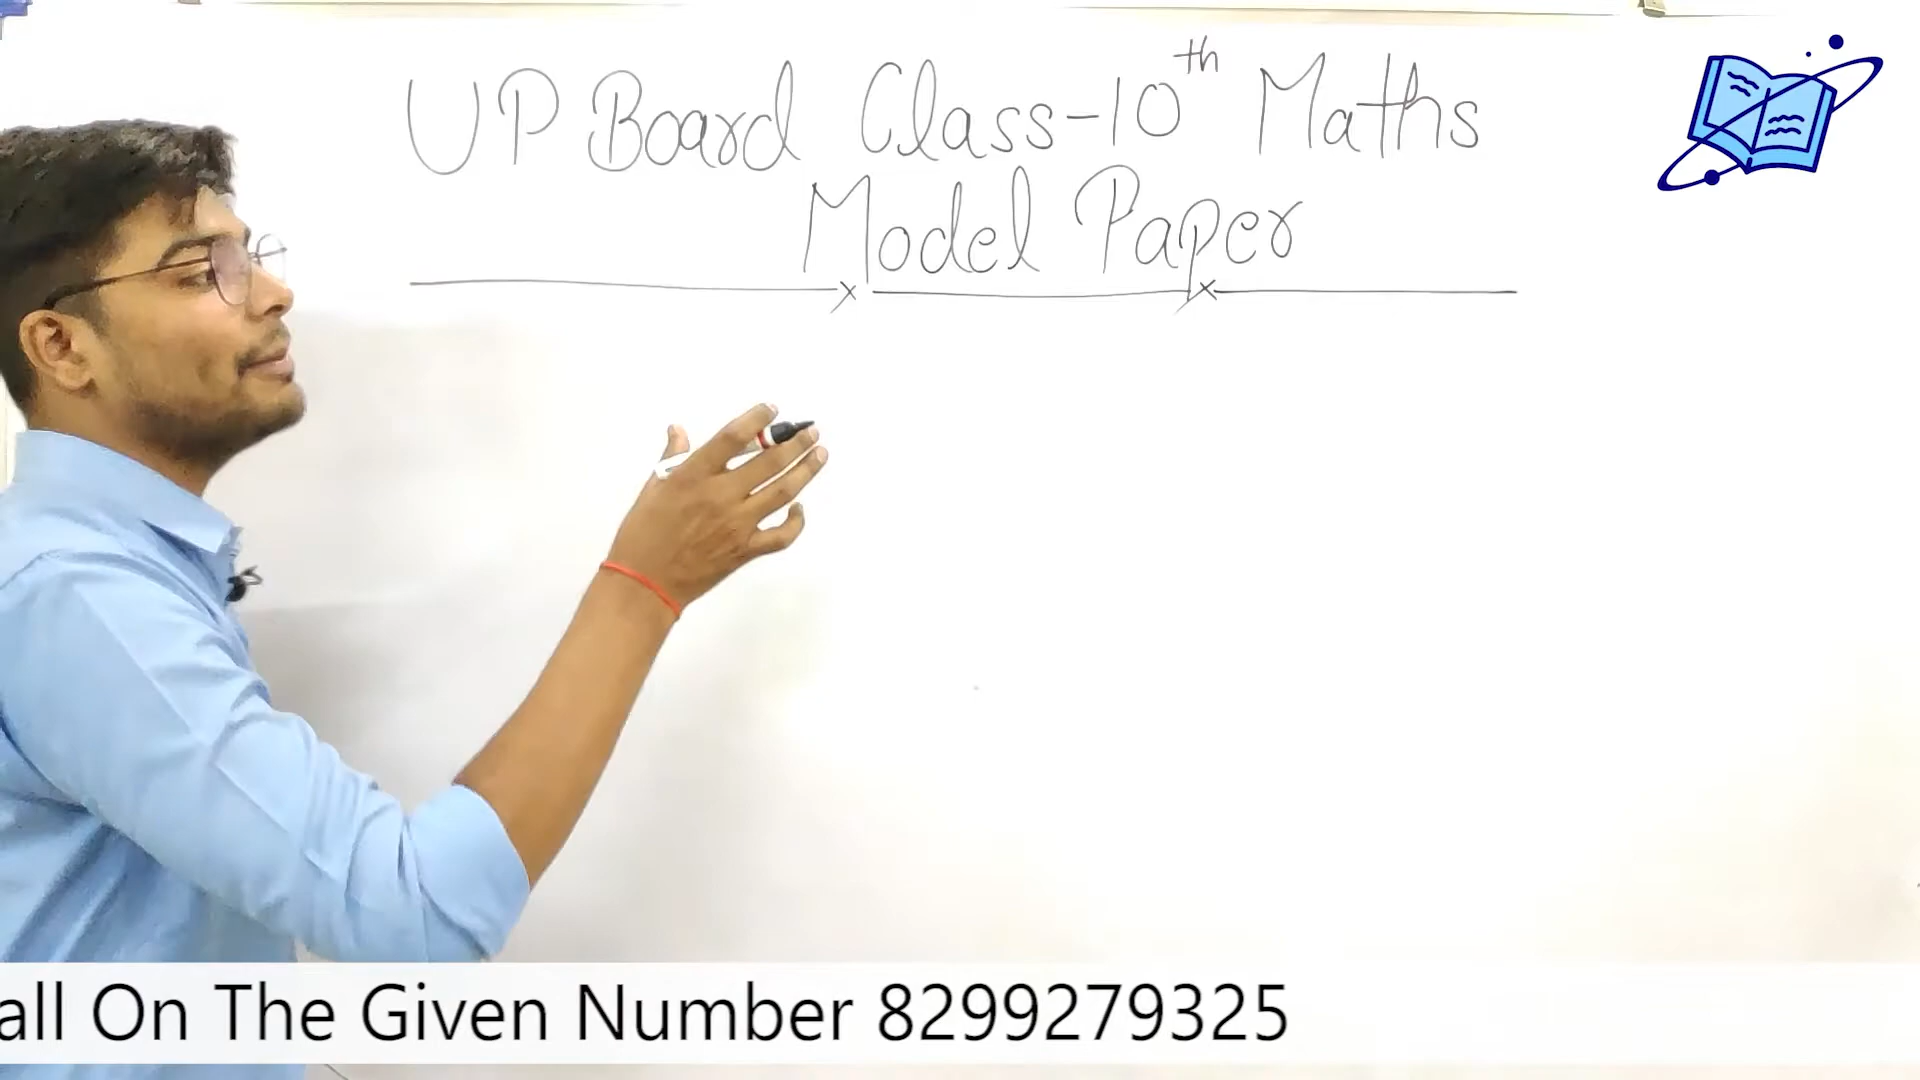 UP Board Class-10th Maths
Model Paper
all On The Given Number 8299279325